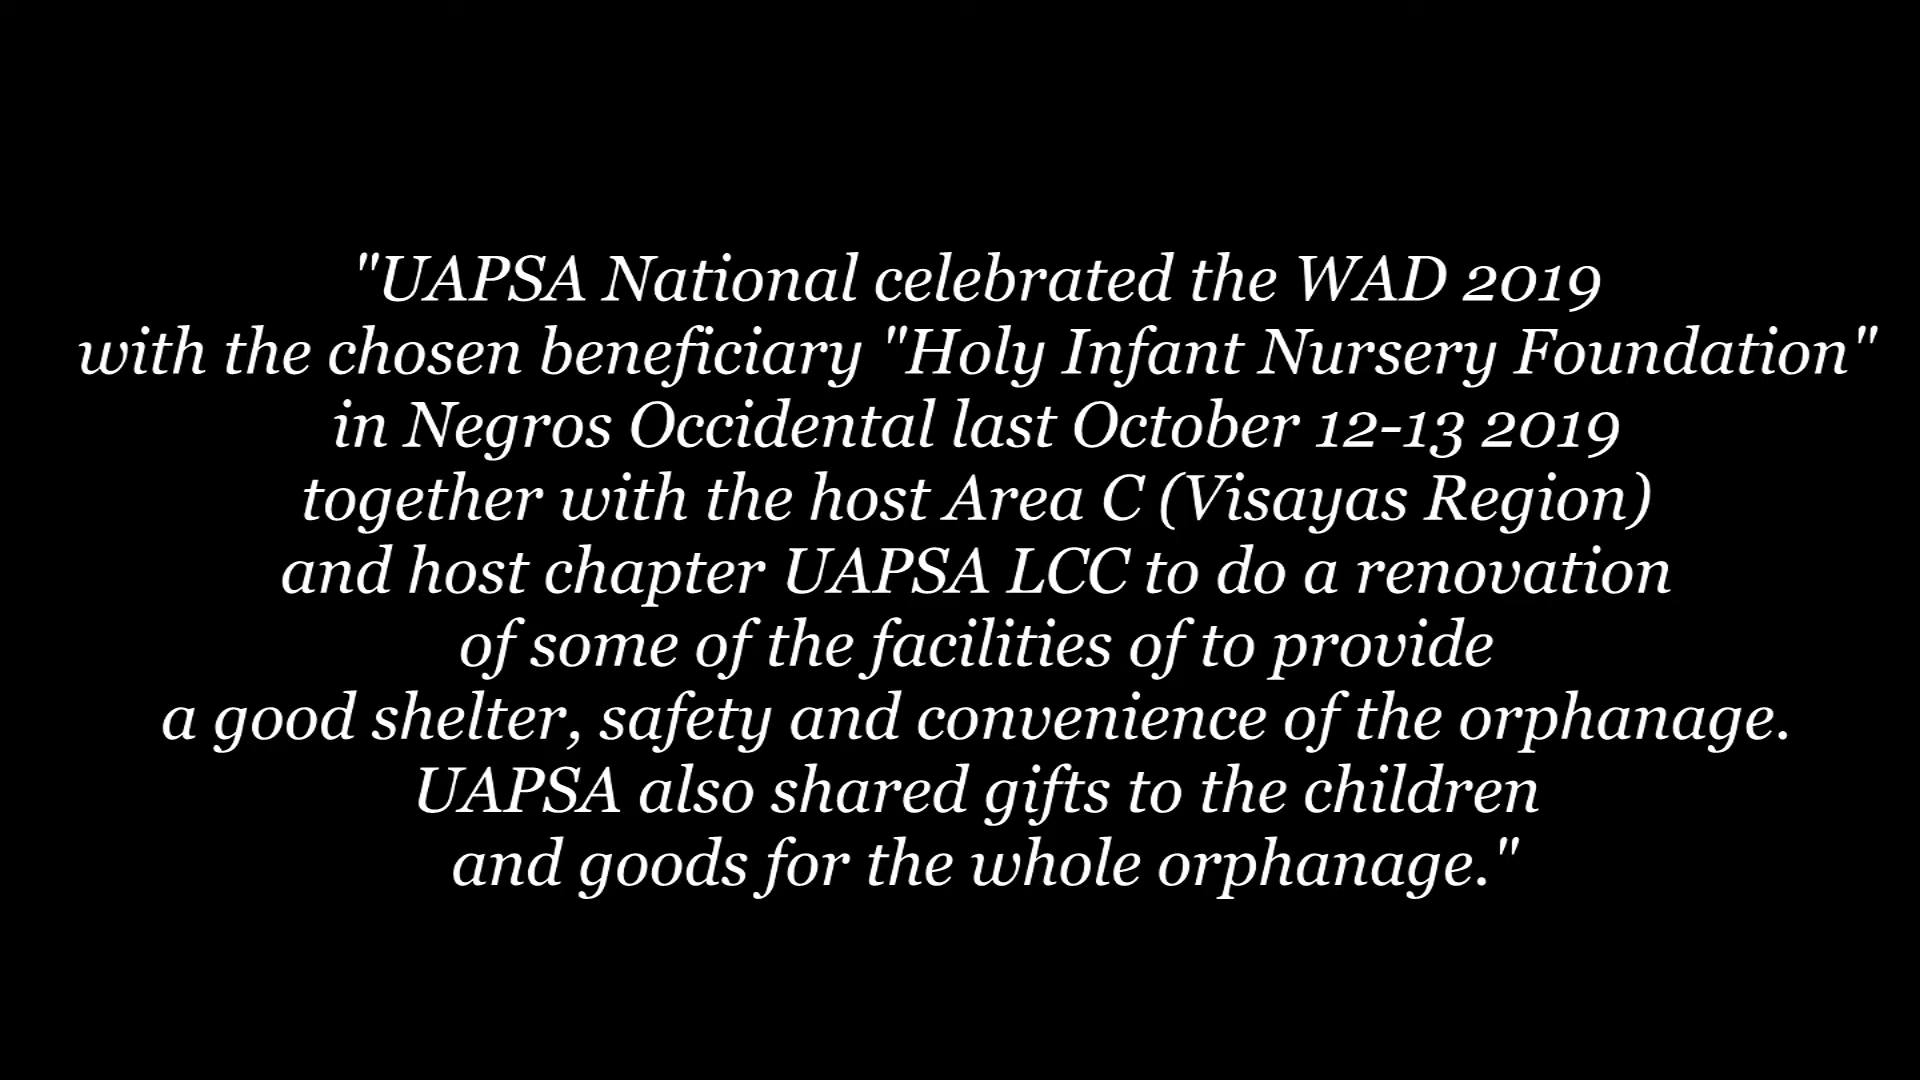 "UAPSA National celebrated the WAD 2019
with the chosen beneficiary "Holy Infant Nursery Foundation"
in Negros Occidental last October 12-13 2019
together with the host Area C (Visayas Region)
and host chapter UAPSA LCC to do a renovation
of some of the facilities of to provide
a good shelter, safety and convenience of the orphanage.
UAPSA also shared gifts to the children
and goods for the whole orphanage."